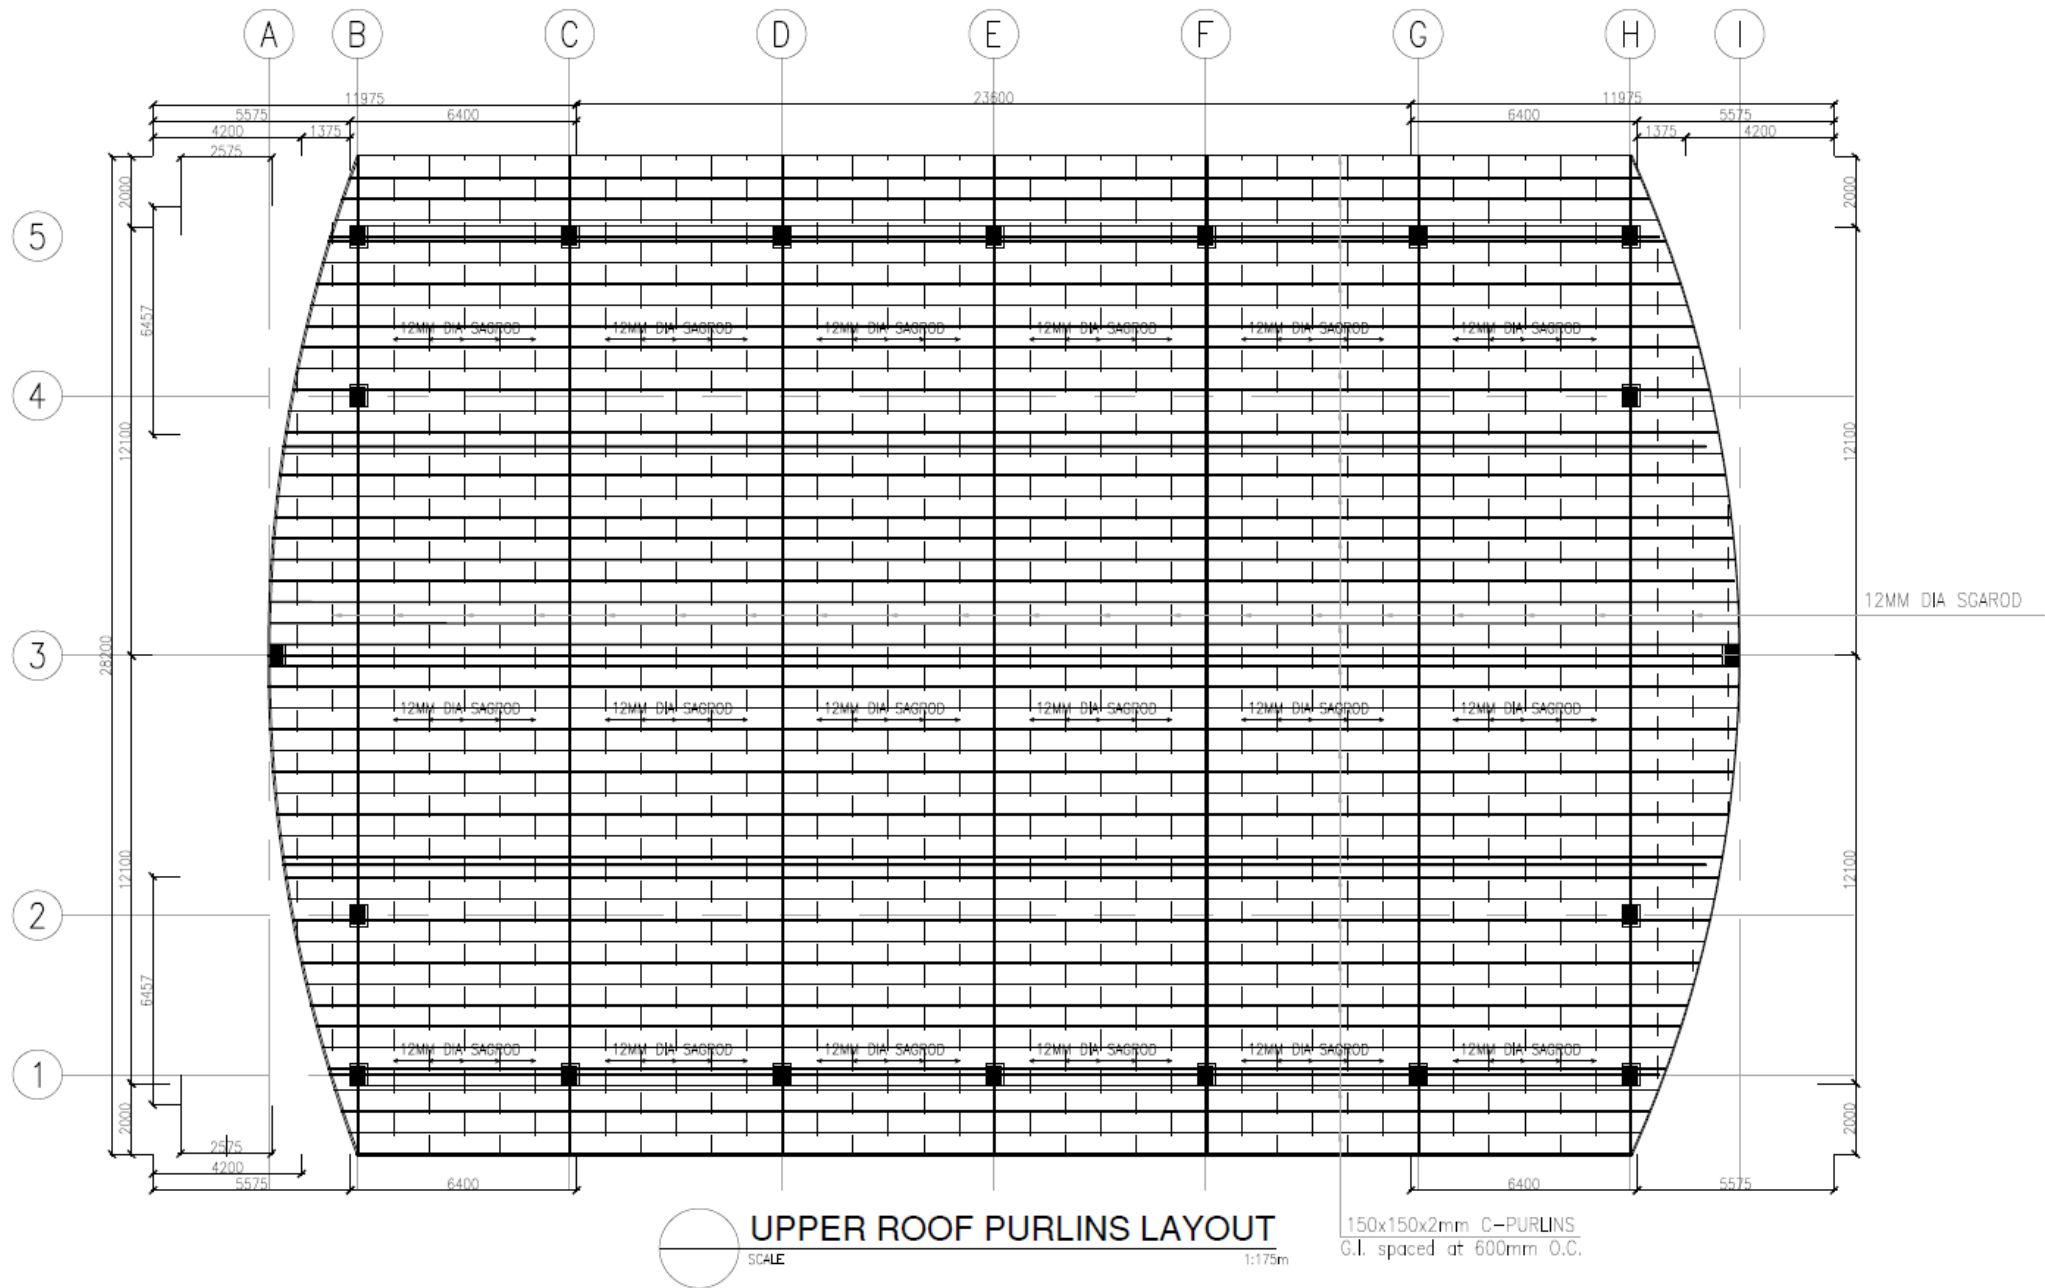 A B C D E F G H I
11975 23600 11975
5575 6400 6400 5575
4200 1375 1375 4200
2575
2000 2000
5
6457
12MM DIA SAGROD 12MM DIA SAGROD 12MM DIA SAGROD 12MM DIA SAGROD 12MM DIA SAGROD 12MM DIA SAGROD
4
12100 12100
12MM DIA SGAROD
3
28200
12MM DIA SAGROD 12MM DIA SAGROD 12MM DIA SAGROD 12MM DIA SAGROD 12MM DIA SAGROD 12MM DIA SAGROD
12100 12100
2
6457
12MM DIA SAGROD 12MM DIA SAGROD 12MM DIA SAGROD 12MM DIA SAGROD 12MM DIA SAGROD 12MM DIA SAGROD
1
2000 2000
2575
4200
5575 6400 6400 5575
UPPER ROOF PURLINS LAYOUT
SCALE 1:175m
150x150x2mm C-PURLINS
G.I. spaced at 600mm O.C.